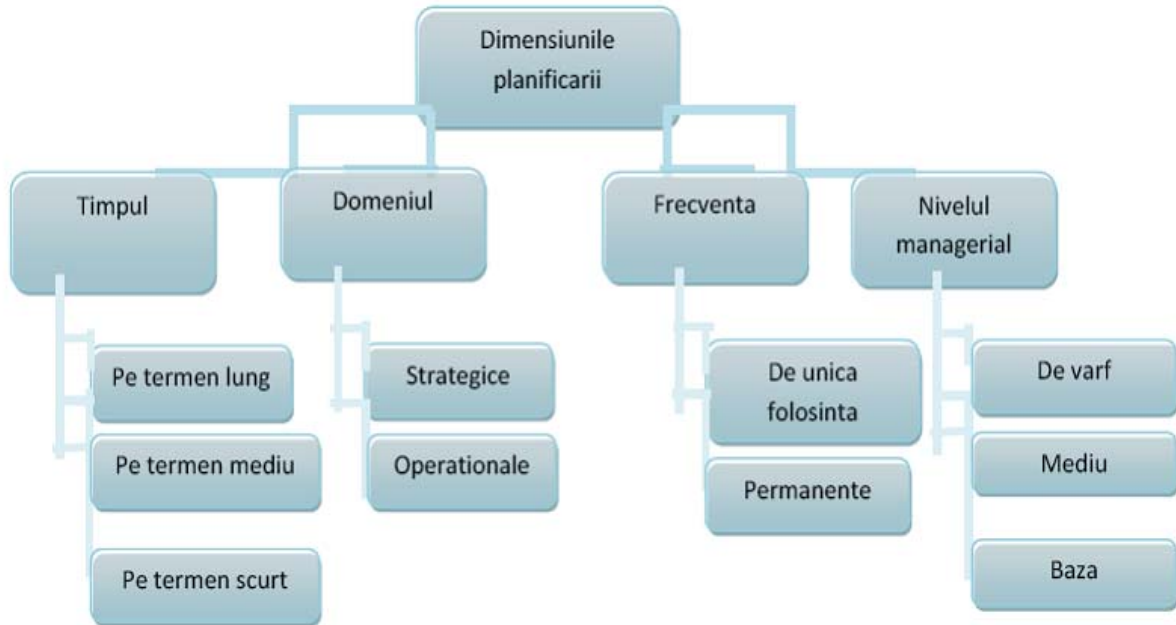 Dimensiunile
planificarii
Timpul
Domeniul
Frecventa
Nivelul
managerial
Pe termen lung
Pe termen mediu
Pe termen scurt
Strategice
Operationale
De unica
folosinta
Permanente
De varf
Mediu
Baza